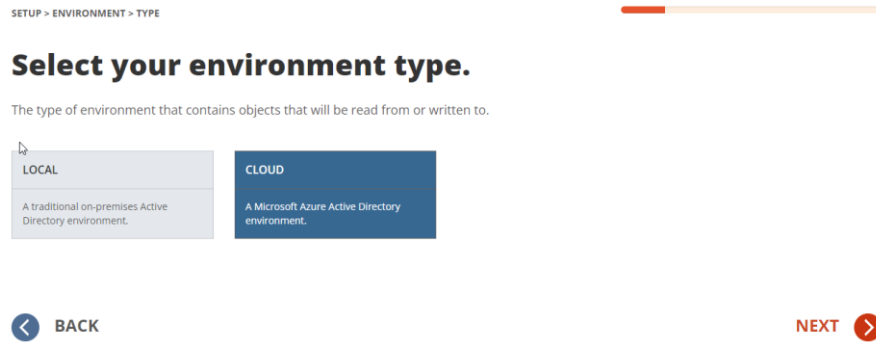 SETUP > ENVIRONMENT > TYPE
Select your environment type.
The type of environment that contains objects that will be read from or written to.
LOCAL
A traditional on-premises Active
Directory environment.
CLOUD
A Microsoft Azure Active Directory
environment.
BACK
NEXT